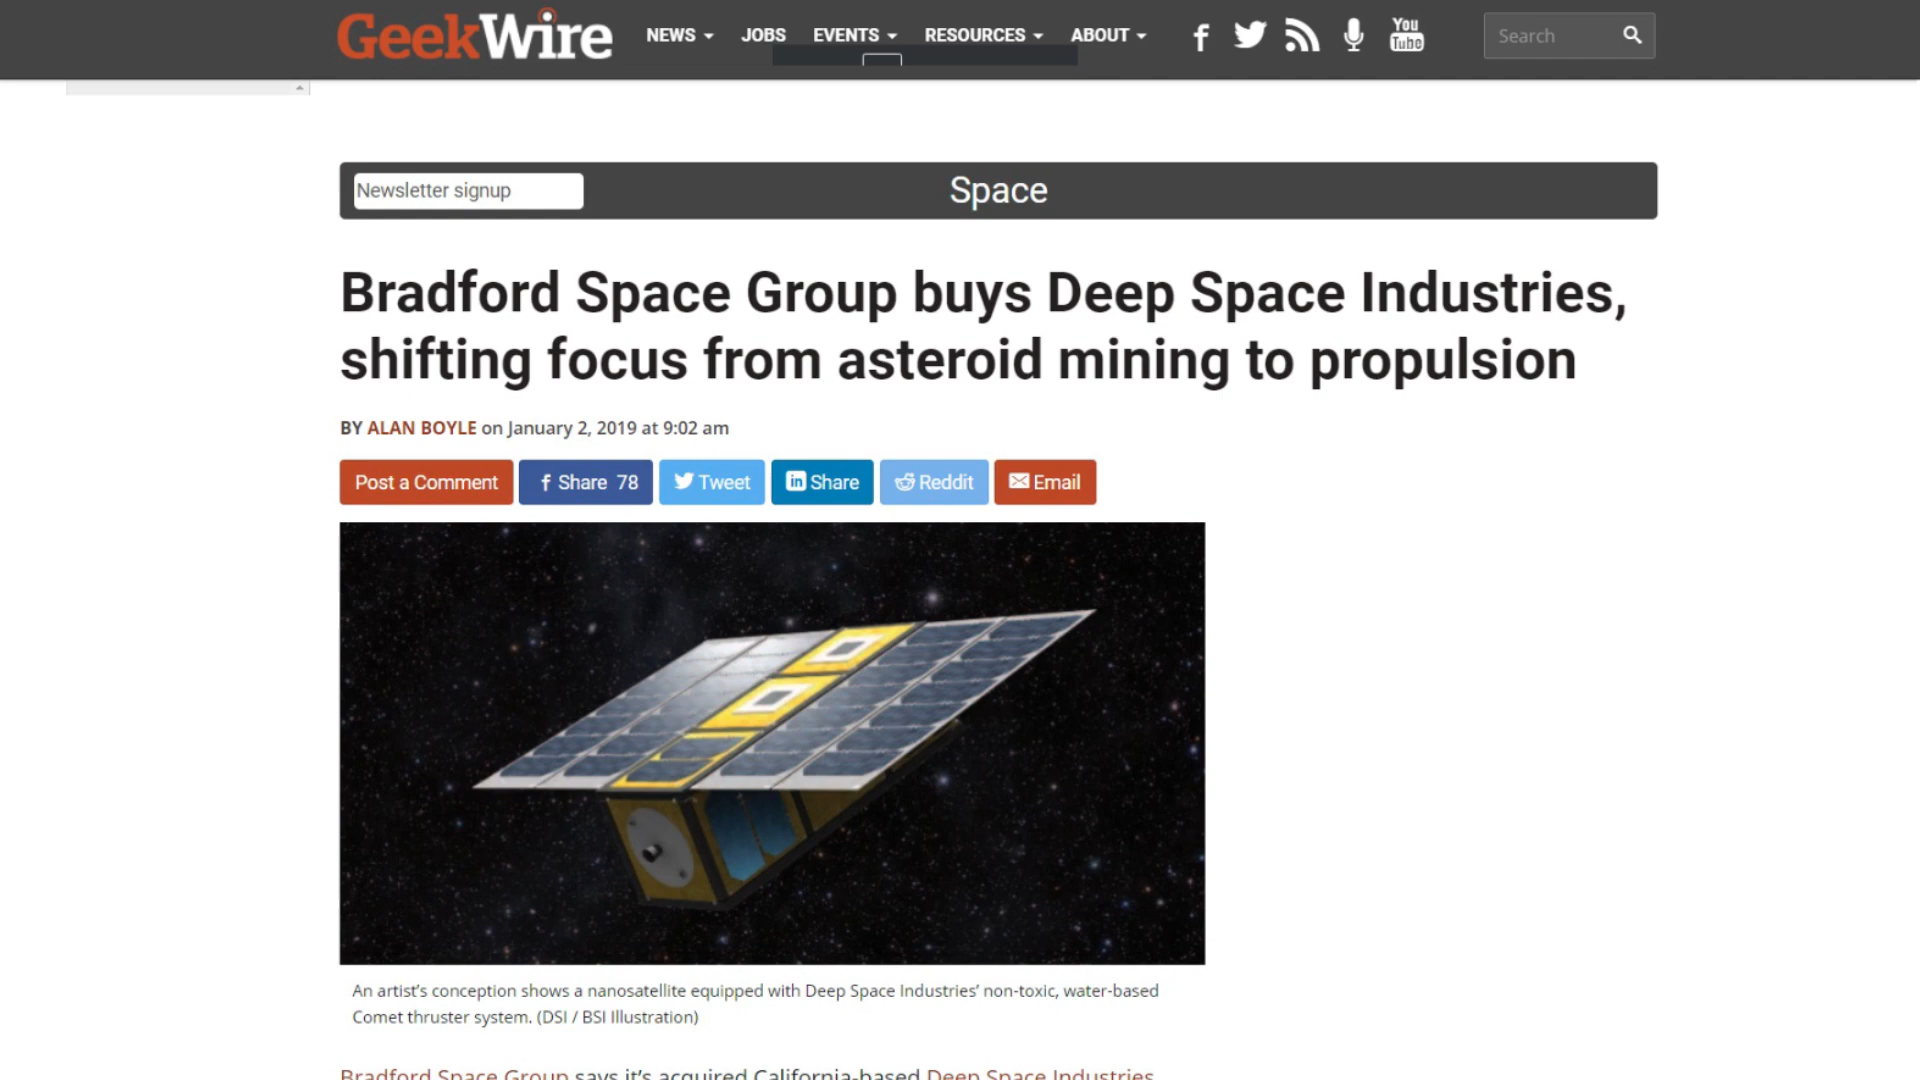 GeekWire NEWS JOBS EVENTS RESOURCES ABOUT You Tube Search
Newsletter signup Space
Bradford Space Group buys Deep Space Industries,
shifting focus from asteroid mining to propulsion
BY ALAN BOYLE on January 2, 2019 at 9:02 am
Post a Comment f Share 78 Tweet in Share Reddit Email
An artist's conception shows a nanosatellite equipped with Deep Space Industries' non-toxic, water-based
Comet thruster system. (DSI / BSI Illustration)
Bradford Space Group says it's acquired California-based Deep Space Industries